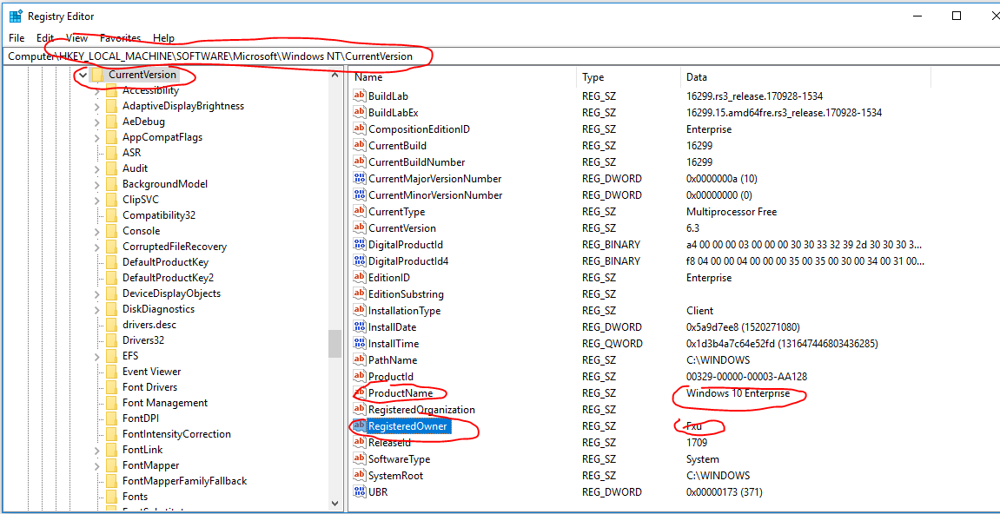 Registry Editor
File Edit View Favorites Help
Computer\HKEY_LOCAL_MACHINE\SOFTWARE\Microsoft\Windows NT\CurrentVersion
CurrentVersion
Accessibility
AdaptiveDisplayBrightness
AeDebug
AppCompatFlags
ASR
Audit
BackgroundModel
ClipSVC
Compatibility32
Console
CorruptedFileRecovery
DefaultProductKey
DefaultProductKey2
DeviceDisplayObjects
DiskDiagnostics
drivers.desc
Drivers32
EFS
Event Viewer
Font Drivers
Font Management
FontDPI
FontIntensityCorrection
FontLink
FontMapper
FontMapperFamilyFallback
Fonts
Name Type Data
BuildLab REG_SZ 16299.rs3_release.170928-1534
BuildLabEx REG_SZ 16299.15.amd64fre.rs3_release.170928-1534
CompositionEditionID REG_SZ Enterprise
CurrentBuild REG_SZ 16299
CurrentBuildNumber REG_SZ 16299
CurrentMajorVersionNumber REG_DWORD 0x0000000a (10)
CurrentMinorVersionNumber REG_DWORD 0x00000000 (0)
CurrentType REG_SZ Multiprocessor Free
CurrentVersion REG_SZ 6.3
DigitalProductId REG_BINARY a4 00 00 00 03 00 00 00 30 30 33 32 39 2d 30 30 30 3...
DigitalProductId4 REG_BINARY f8 04 00 00 04 00 00 00 35 00 35 00 30 00 34 00 31 00...
EditionID REG_SZ Enterprise
EditionSubstring REG_SZ
InstallationType REG_SZ Client
InstallDate REG_DWORD 0x5a9d7ee8 (1520271080)
InstallTime REG_QWORD 0x1d3b4a7c64e52fd (131647446803436285)
PathName REG_SZ C:\WINDOWS
ProductId REG_SZ 00329-00000-00003-AA128
ProductName REG_SZ Windows 10 Enterprise
RegisteredOrganization REG_SZ
RegisteredOwner REG_SZ Fxu
ReleaseId REG_SZ 1709
SoftwareType REG_SZ System
SystemRoot REG_SZ C:\WINDOWS
UBR REG_DWORD 0x00000173 (371)